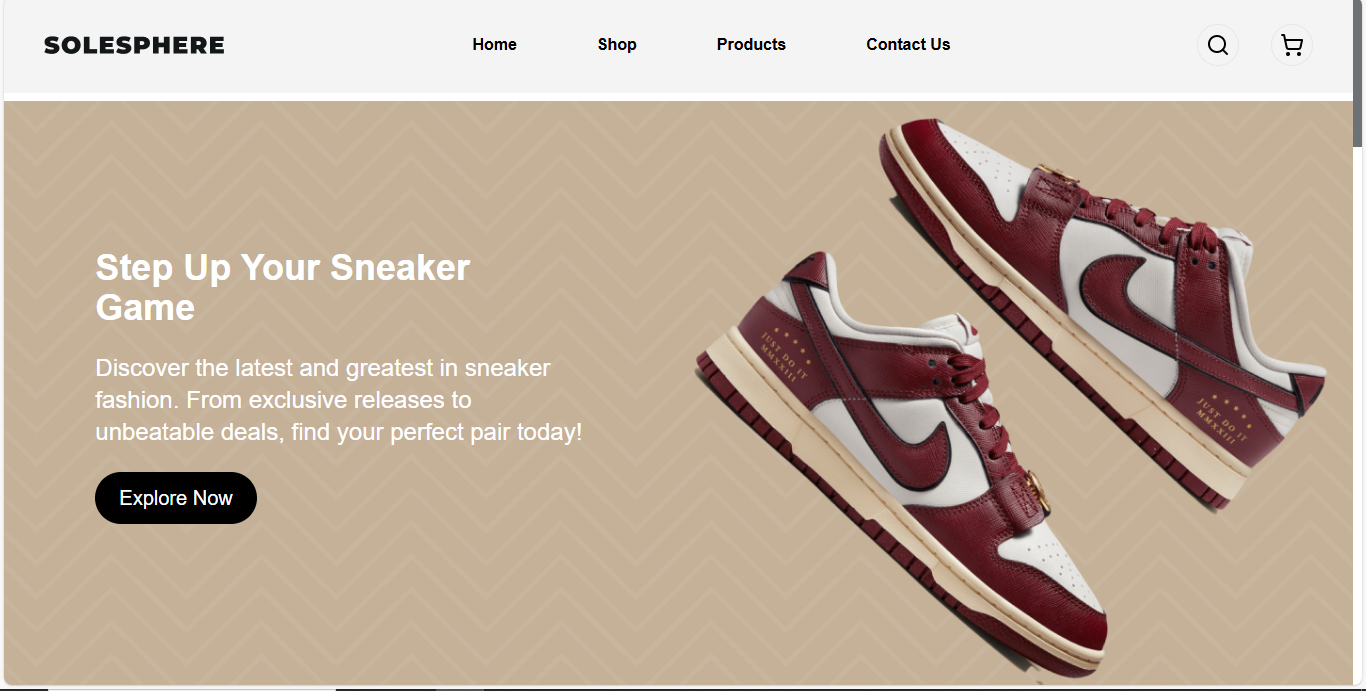 SOLESPHERE
Home
Shop
Products
Contact Us
Step Up Your Sneaker
Game
Discover the latest and greatest in sneaker
fashion. From exclusive releases to
unbeatable deals, find your perfect pair today!
Explore Now
JUST DO IT
MMXXIII
JUST DO IT
MMXXIII